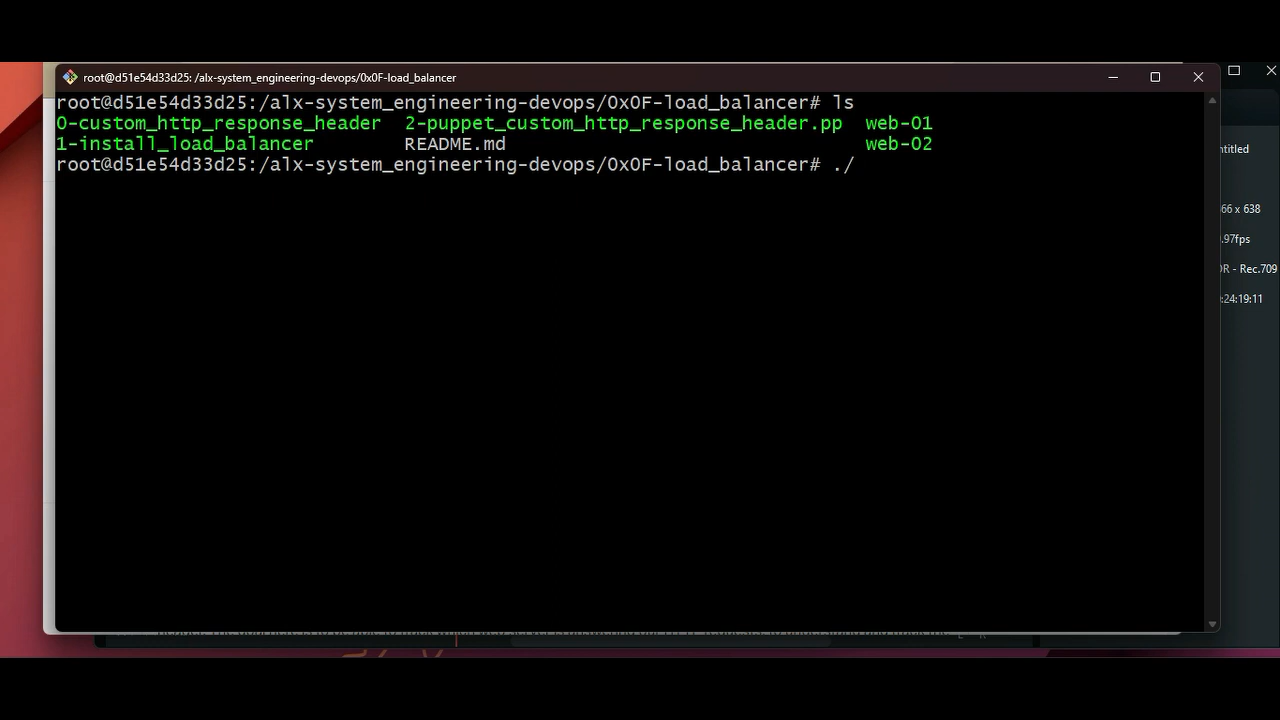 root@d51e54d33d25: /alx-system_engineering-devops/0x0F-load_balancer
root@d51e54d33d25:/alx-system_engineering-devops/0x0F-load_balancer# ls
0-custom_http_response_header 2-puppet_custom_http_response_header.pp web-01
1-install_load_balancer README.md web-02
root@d51e54d33d25:/alx-system_engineering-devops/0x0F-load_balancer# ./
ntitled
66 x 638
.97fps
DR - Rec.709
:24:19:11